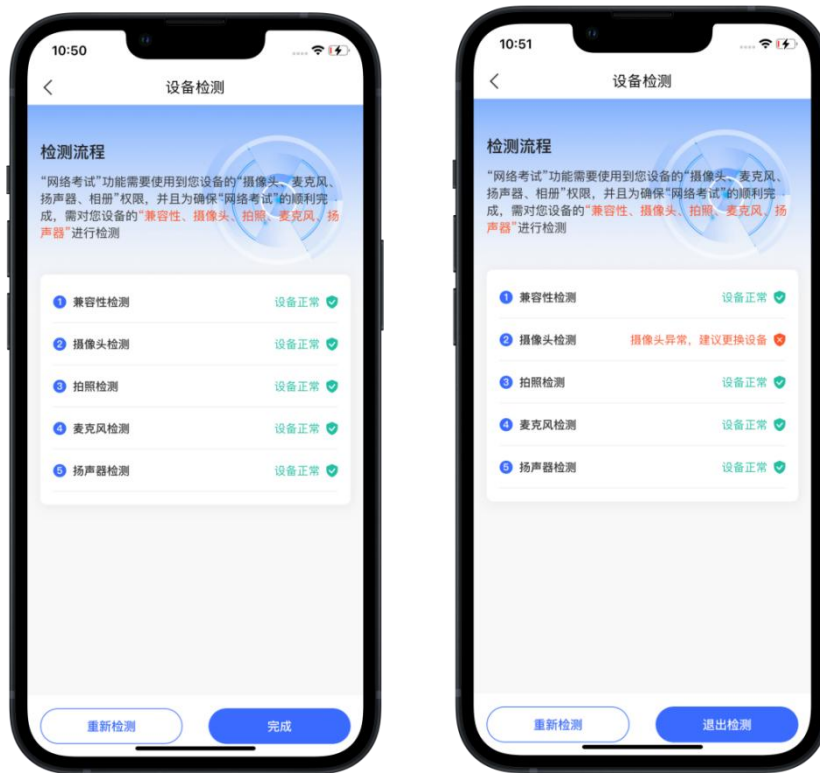 10:50
设备检测
检测流程
“网络考试”功能需要使用到您设备的“摄像头、麦克风、
扬声器、相册”权限，并且为确保“网络考试”的顺利完
成，需对您设备的“兼容性、摄像头、拍照、麦克风、扬
声器”进行检测
1 兼容性检测 设备正常
2 摄像头检测 设备正常
3 拍照检测 设备正常
4 麦克风检测 设备正常
5 扬声器检测 设备正常
重新检测 完成
10:51
设备检测
检测流程
“网络考试”功能需要使用到您设备的“摄像头、麦克风、
扬声器、相册”权限，并且为确保“网络考试”的顺利完
成，需对您设备的“兼容性、摄像头、拍照、麦克风、扬
声器”进行检测
1 兼容性检测 设备正常
2 摄像头检测 摄像头异常，建议更换设备
3 拍照检测 设备正常
4 麦克风检测 设备正常
5 扬声器检测 设备正常
重新检测 退出检测